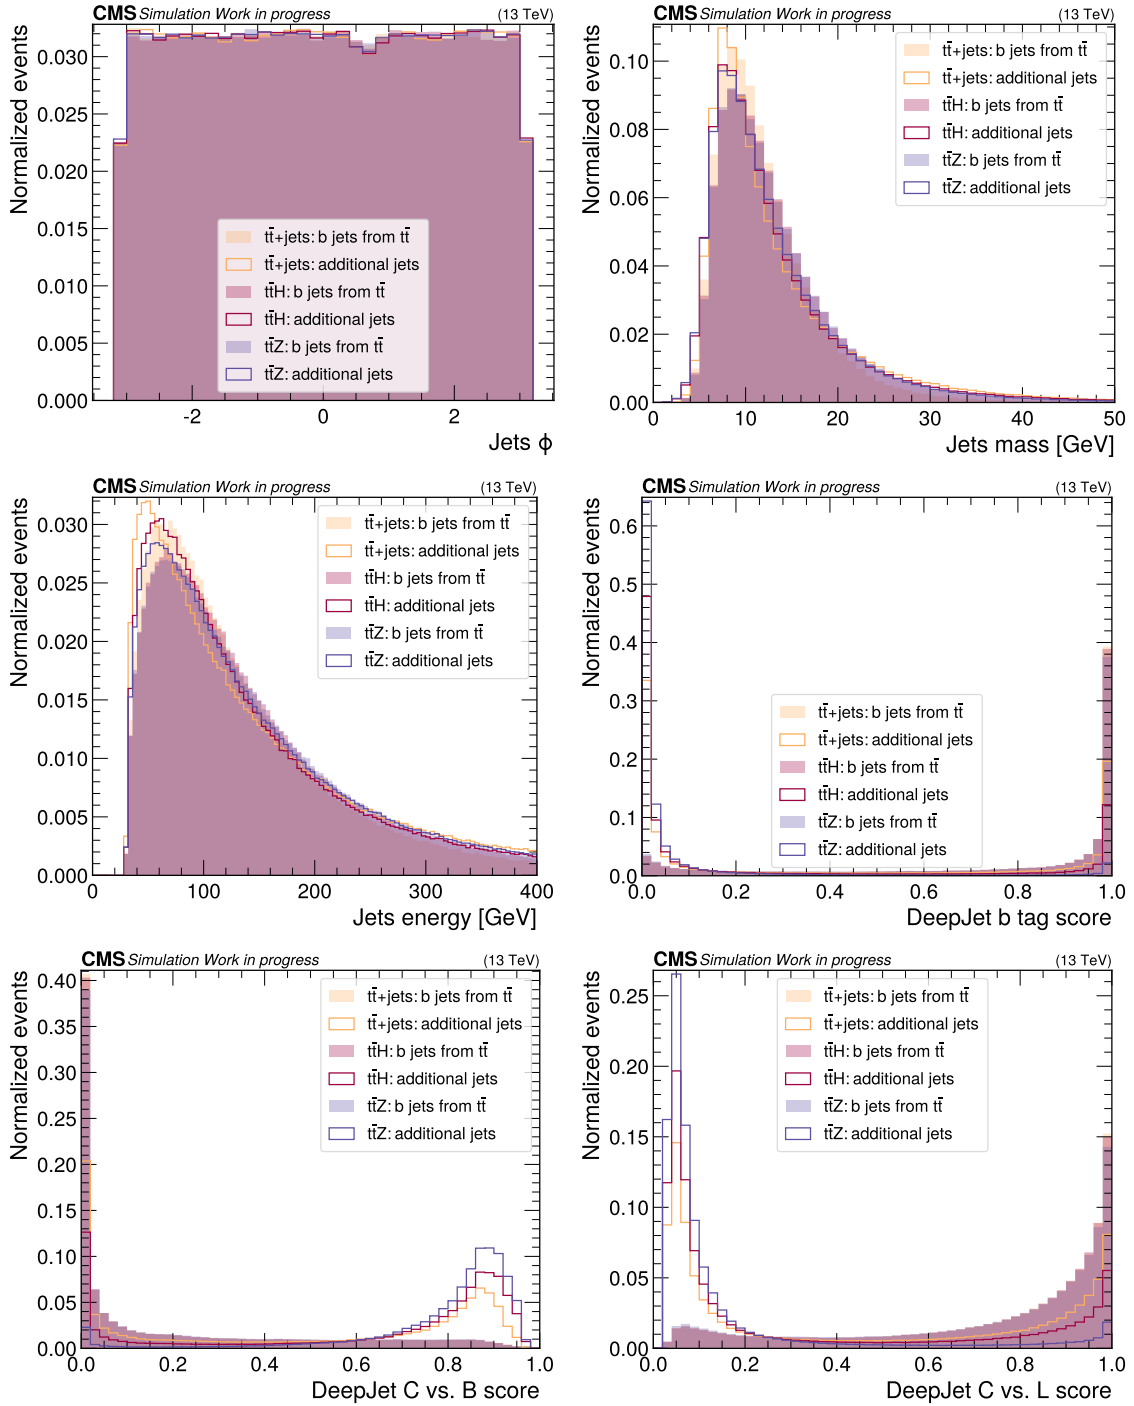 CMS Simulation Work in progress (13 TeV)
Normalized events
0.030
0.025
0.020
0.015
0.010
0.005
0.000
tt̄+jets: b jets from tt̄
tt̄+jets: additional jets
tt̄H: b jets from tt̄
tt̄H: additional jets
tt̄Z: b jets from tt̄
tt̄Z: additional jets
-2 0 2
Jets ϕ
CMS Simulation Work in progress (13 TeV)
Normalized events
0.10
0.08
0.06
0.04
0.02
0.00
tt̄+jets: b jets from tt̄
tt̄+jets: additional jets
tt̄H: b jets from tt̄
tt̄H: additional jets
tt̄Z: b jets from tt̄
tt̄Z: additional jets
0 10 20 30 40 50
Jets mass [GeV]
CMS Simulation Work in progress (13 TeV)
Normalized events
0.030
0.025
0.020
0.015
0.010
0.005
0.000
tt̄+jets: b jets from tt̄
tt̄+jets: additional jets
tt̄H: b jets from tt̄
tt̄H: additional jets
tt̄Z: b jets from tt̄
tt̄Z: additional jets
0 100 200 300 400
Jets energy [GeV]
CMS Simulation Work in progress (13 TeV)
Normalized events
0.6
0.5
0.4
0.3
0.2
0.1
0.0
tt̄+jets: b jets from tt̄
tt̄+jets: additional jets
tt̄H: b jets from tt̄
tt̄H: additional jets
tt̄Z: b jets from tt̄
tt̄Z: additional jets
0.0 0.2 0.4 0.6 0.8 1.0
DeepJet b tag score
CMS Simulation Work in progress (13 TeV)
Normalized events
0.40
0.35
0.30
0.25
0.20
0.15
0.10
0.05
0.00
tt̄+jets: b jets from tt̄
tt̄+jets: additional jets
tt̄H: b jets from tt̄
tt̄H: additional jets
tt̄Z: b jets from tt̄
tt̄Z: additional jets
0.0 0.2 0.4 0.6 0.8 1.0
DeepJet C vs. B score
CMS Simulation Work in progress (13 TeV)
Normalized events
0.25
0.20
0.15
0.10
0.05
0.00
tt̄+jets: b jets from tt̄
tt̄+jets: additional jets
tt̄H: b jets from tt̄
tt̄H: additional jets
tt̄Z: b jets from tt̄
tt̄Z: additional jets
0.0 0.2 0.4 0.6 0.8 1.0
DeepJet C vs. L score